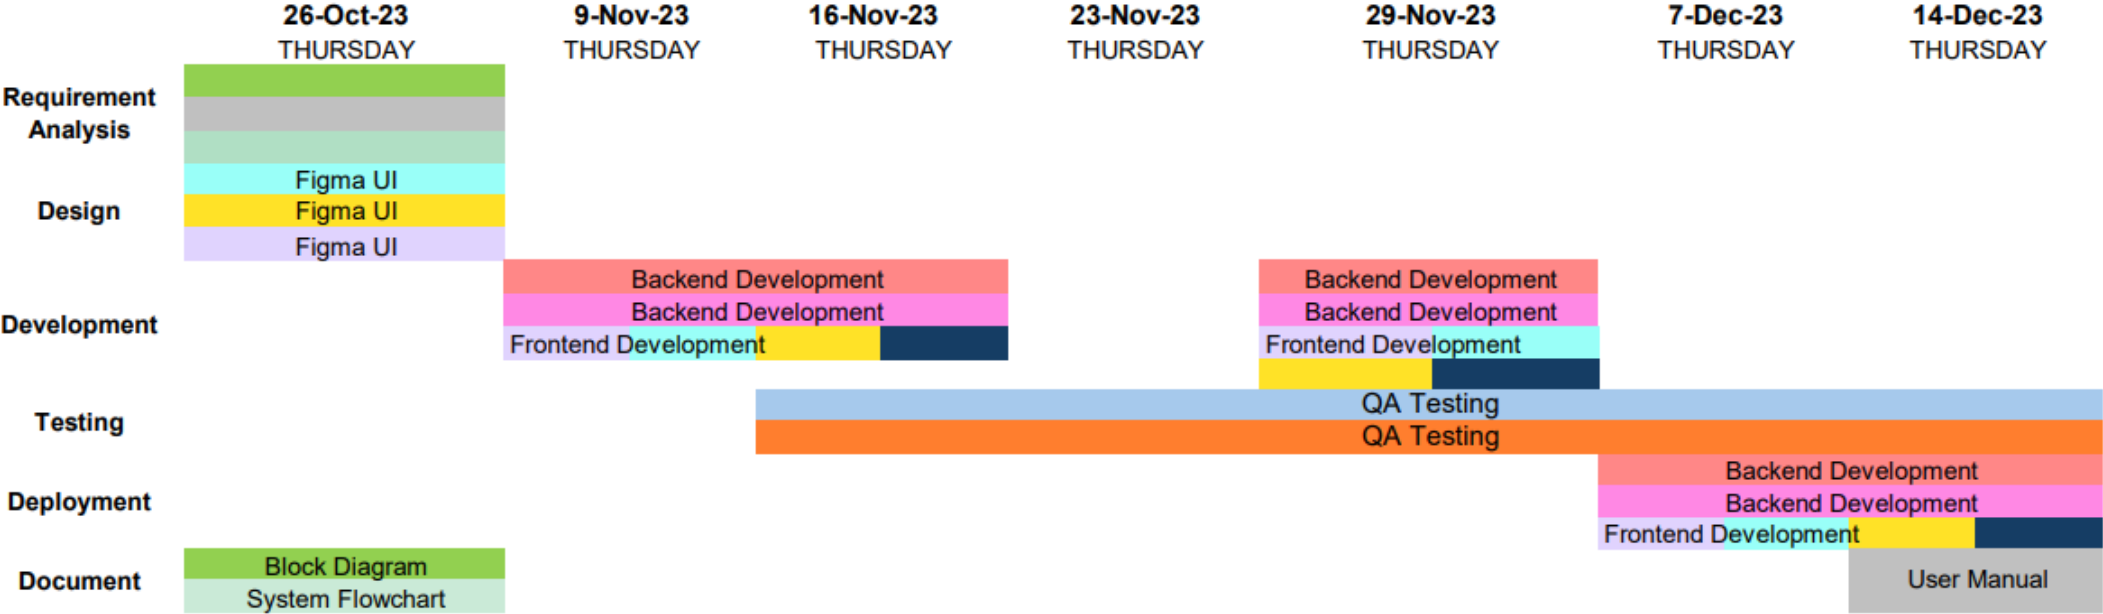 26-Oct-23 9-Nov-23 16-Nov-23 23-Nov-23 29-Nov-23 7-Dec-23 14-Dec-23
THURSDAY THURSDAY THURSDAY THURSDAY THURSDAY THURSDAY THURSDAY
Requirement
Analysis
Figma UI
Design Figma UI
Figma UI
Backend Development Backend Development
Backend Development Backend Development
Development
Frontend Development Frontend Development
QA Testing
Testing
QA Testing
Backend Development
Deployment Backend Development
Frontend Development
Block Diagram
Document User Manual
System Flowchart